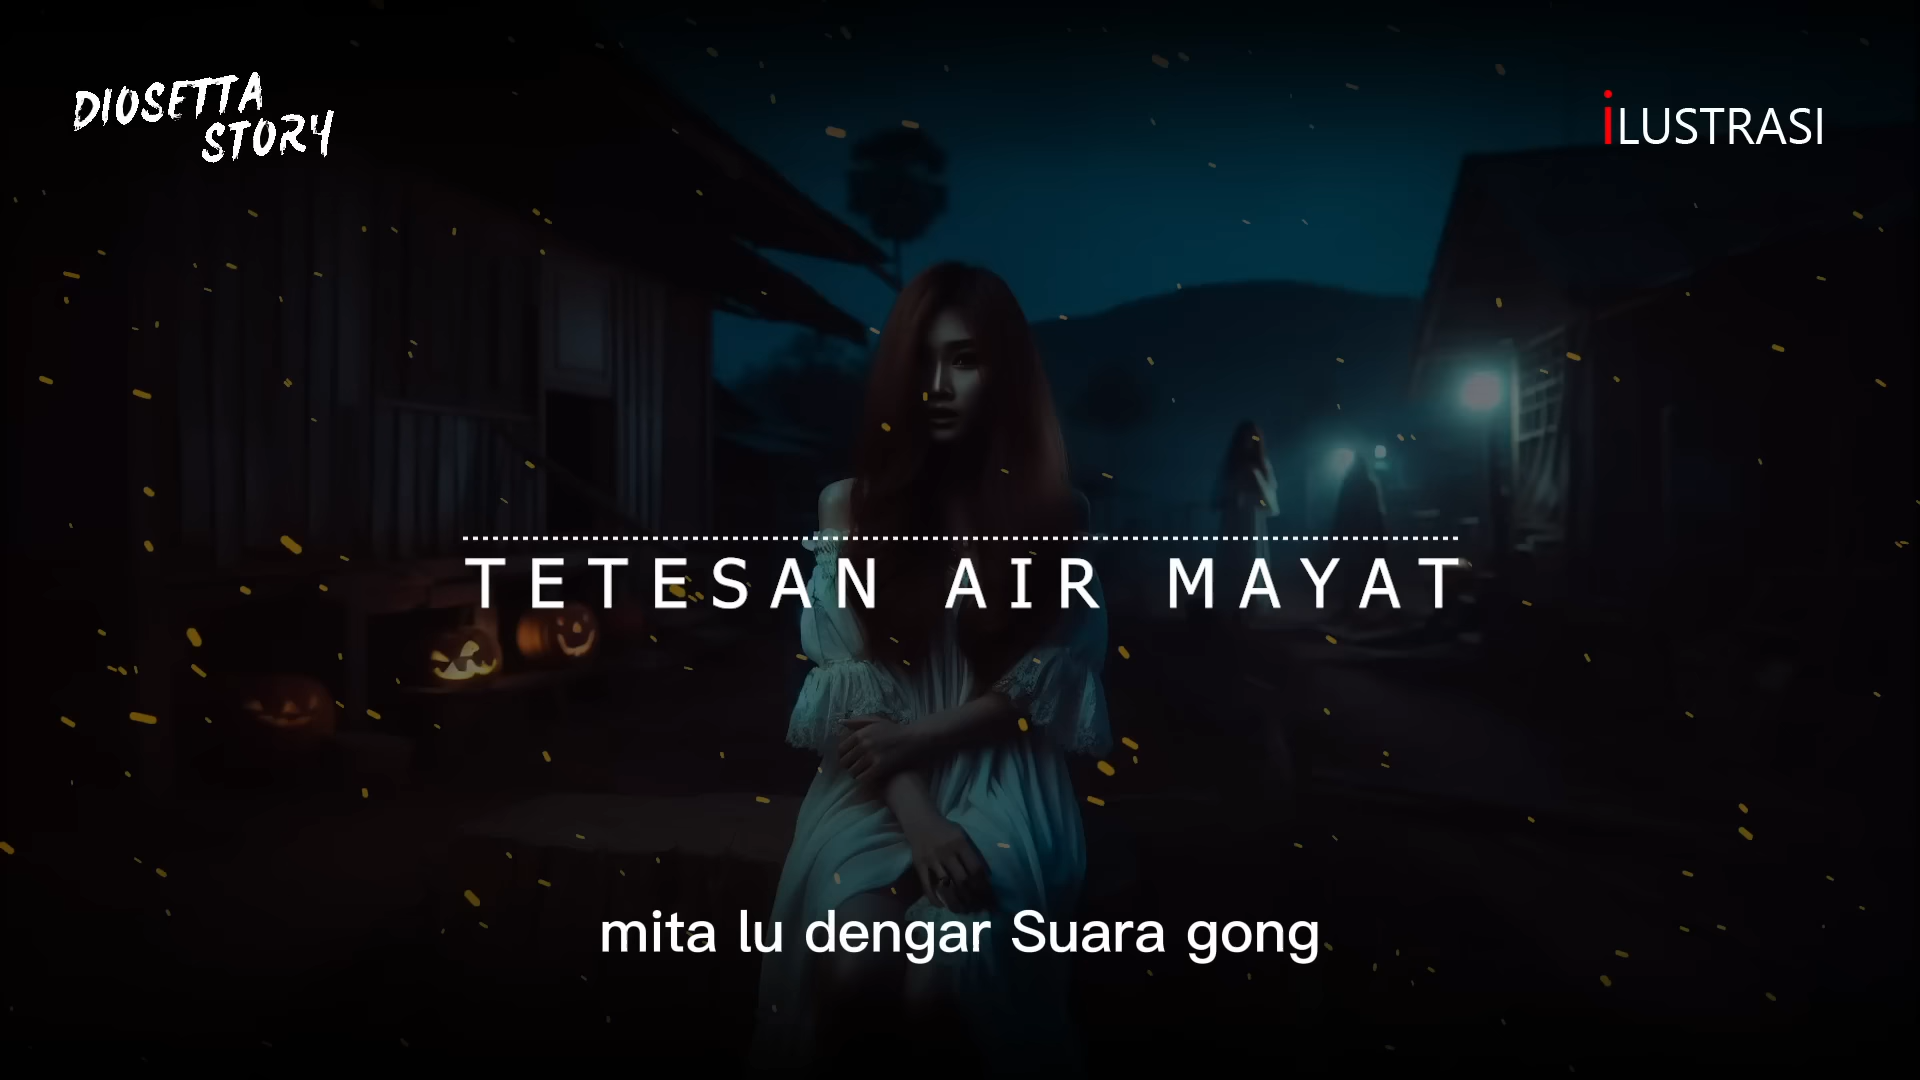 DIOSETTA
STORY
iLUSTRASI
TETESAN AIR MAYAT
mita lu dengar Suara gong